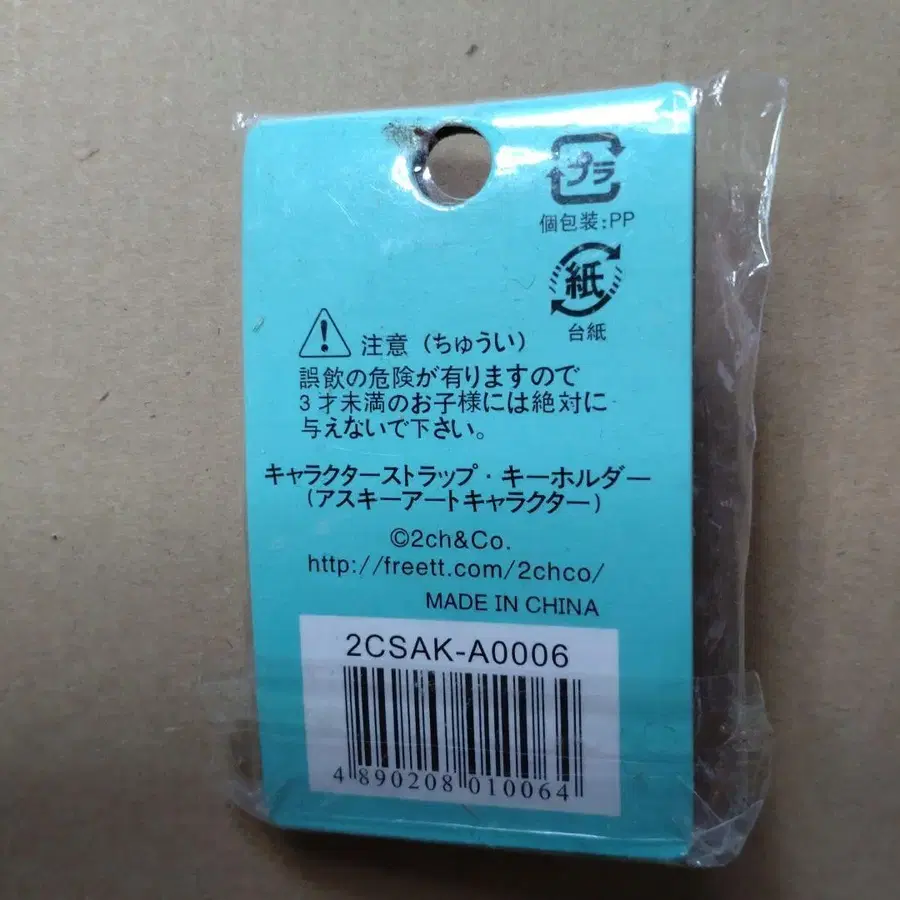 プラ
個包装:PP
紙
台紙
注意（ちゅうい）
誤飲の危険が有りますので
3才未満のお子様には絶対に
与えないで下さい。
キャラクターストラップ・キーホルダー
(アスキーアートキャラクター)
©2ch&Co.
http://freett.com/2chco/
MADE IN CHINA
2CSAK-A0006
4 890208 010064